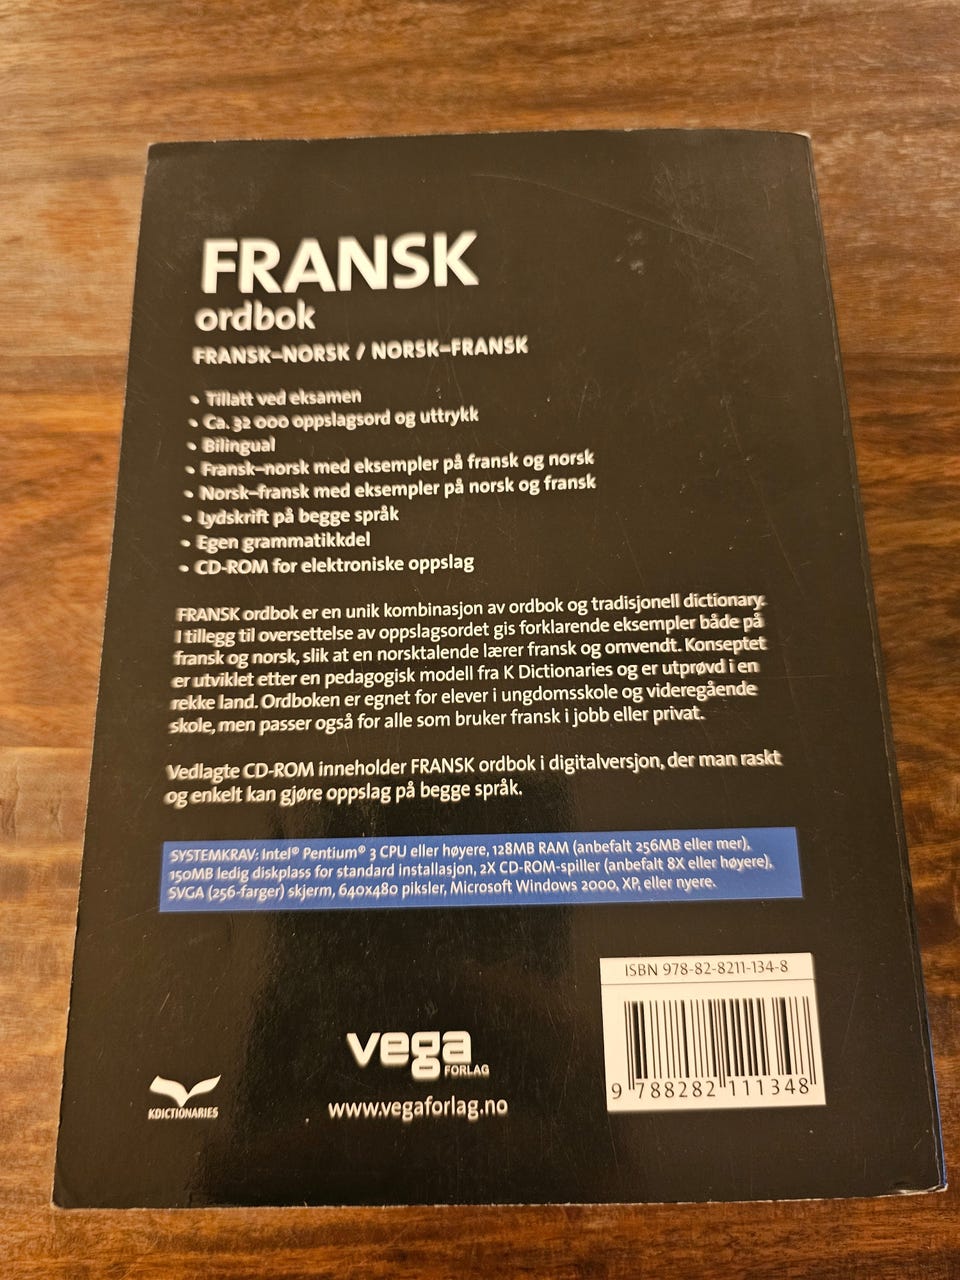 FRANSK
ordbok
FRANSK–NORSK / NORSK–FRANSK
• Tillatt ved eksamen
• Ca. 32 000 oppslagsord og uttrykk
• Bilingual
• Fransk–norsk med eksempler på fransk og norsk
• Norsk–fransk med eksempler på norsk og fransk
• Lydskrift på begge språk
• Egen grammatikkdel
• CD-ROM for elektroniske oppslag
FRANSK ordbok er en unik kombinasjon av ordbok og tradisjonell dictionary.
I tillegg til oversettelse av oppslagsordet gis forklarende eksempler både på
fransk og norsk, slik at en norsktalende lærer fransk og omvendt. Konseptet
er utviklet etter en pedagogisk modell fra K Dictionaries og er utprøvd i en
rekke land. Ordboken er egnet for elever i ungdomsskole og videregående
skole, men passer også for alle som bruker fransk i jobb eller privat.
Vedlagte CD-ROM inneholder FRANSK ordbok i digitalversjon, der man raskt
og enkelt kan gjøre oppslag på begge språk.
SYSTEMKRAV: Intel® Pentium® 3 CPU eller høyere, 128MB RAM (anbefalt 256MB eller mer),
150MB ledig diskplass for standard installasjon, 2X CD-ROM-spiller (anbefalt 8X eller høyere),
SVGA (256-farger) skjerm, 640x480 piksler, Microsoft Windows 2000, XP, eller nyere.
ISBN 978-82-8211-134-8
9 788282 111348
vega
FORLAG
www.vegaforlag.no
KDICTIONARIES